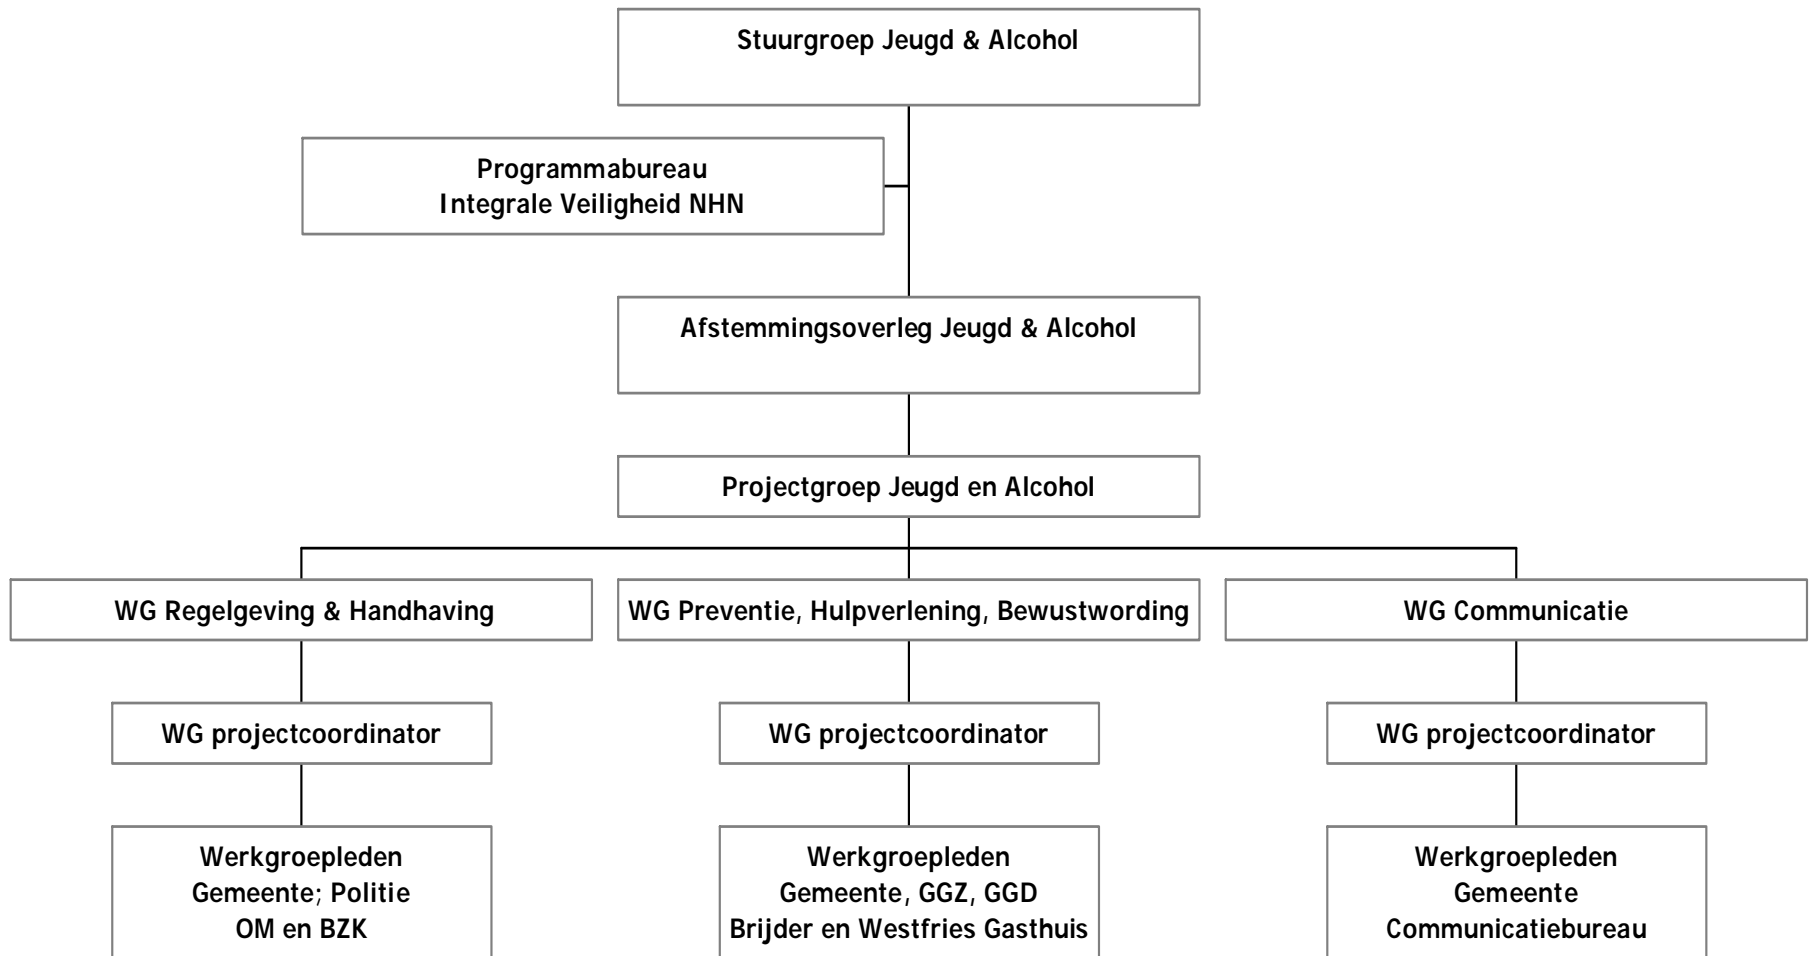 Stuurgroep Jeugd & Alcohol
Programmabureau
Integrale Veiligheid NHN
Afstemmingsoverleg Jeugd & Alcohol
Projectgroep Jeugd en Alcohol
WG Regelgeving & Handhaving
WG Preventie, Hulpverlening, Bewustwording
WG Communicatie
WG projectcoordinator
WG projectcoordinator
WG projectcoordinator
Werkgroepleden
Gemeente; Politie
OM en BZK
Werkgroepleden
Gemeente, GGZ, GGD
Brijder en Westfries Gasthuis
Werkgroepleden
Gemeente
Communicatiebureau